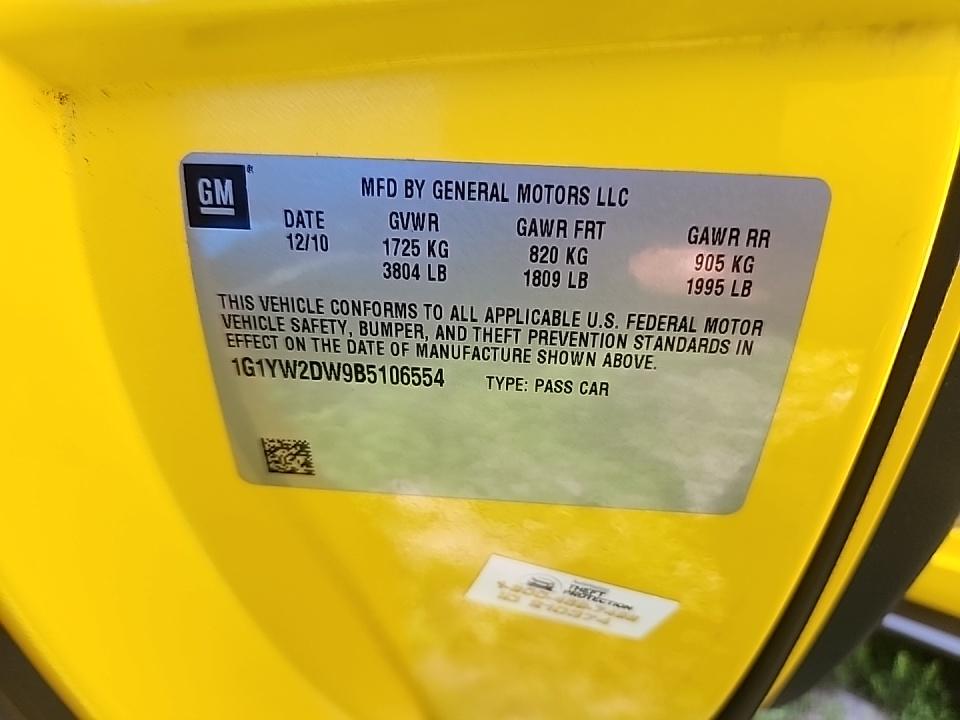 GM
MFD BY GENERAL MOTORS LLC
DATE GVWR GAWR FRT GAWR RR
12/10 1725 KG 820 KG 905 KG
3804 LB 1809 LB 1995 LB
THIS VEHICLE CONFORMS TO ALL APPLICABLE U.S. FEDERAL MOTOR
VEHICLE SAFETY, BUMPER, AND THEFT PREVENTION STANDARDS IN
EFFECT ON THE DATE OF MANUFACTURE SHOWN ABOVE.
1G1YW2DW9B5106554 TYPE: PASS CAR
THEFT
PROTECTION